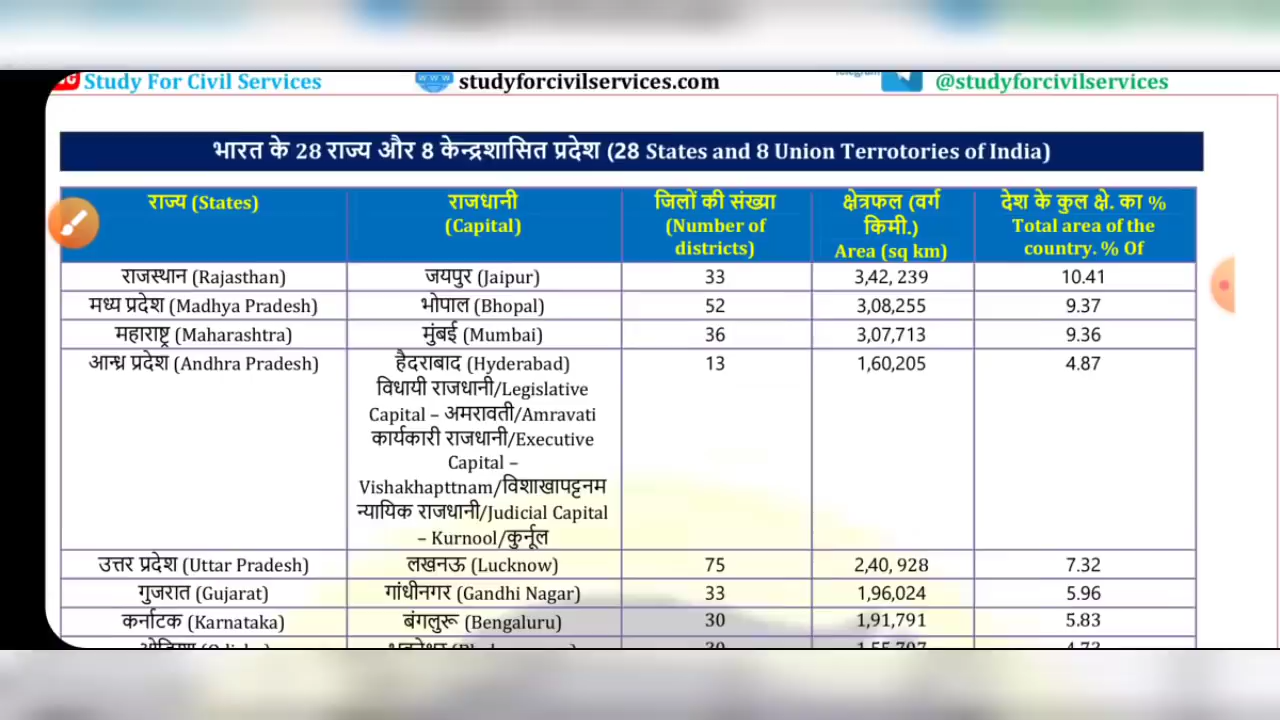 Study For Civil Services studyforcivilservices.com Telegram @studyforcivilservices
भारत के 28 राज्य और 8 केन्द्रशासित प्रदेश (28 States and 8 Union Terrotories of India)
राज्य (States) राजधानी (Capital) जिलों की संख्या (Number of districts) क्षेत्रफल (वर्ग किमी.) Area (sq km) देश के कुल क्षे. का % Total area of the country. % Of
राजस्थान (Rajasthan) जयपुर (Jaipur) 33 3,42, 239 10.41
मध्य प्रदेश (Madhya Pradesh) भोपाल (Bhopal) 52 3,08,255 9.37
महाराष्ट्र (Maharashtra) मुंबई (Mumbai) 36 3,07,713 9.36
आन्ध्र प्रदेश (Andhra Pradesh) हैदराबाद (Hyderabad) 13 1,60,205 4.87
विधायी राजधानी/Legislative
Capital – अमरावती/Amravati
कार्यकारी राजधानी/Executive
Capital –
Vishakhapttnam/विशाखापट्टनम
न्यायिक राजधानी/Judicial Capital
– Kurnool/कुर्नूल
उत्तर प्रदेश (Uttar Pradesh) लखनऊ (Lucknow) 75 2,40, 928 7.32
गुजरात (Gujarat) गांधीनगर (Gandhi Nagar) 33 1,96,024 5.96
कर्नाटक (Karnataka) बंगलुरू (Bengaluru) 30 1,91,791 5.83